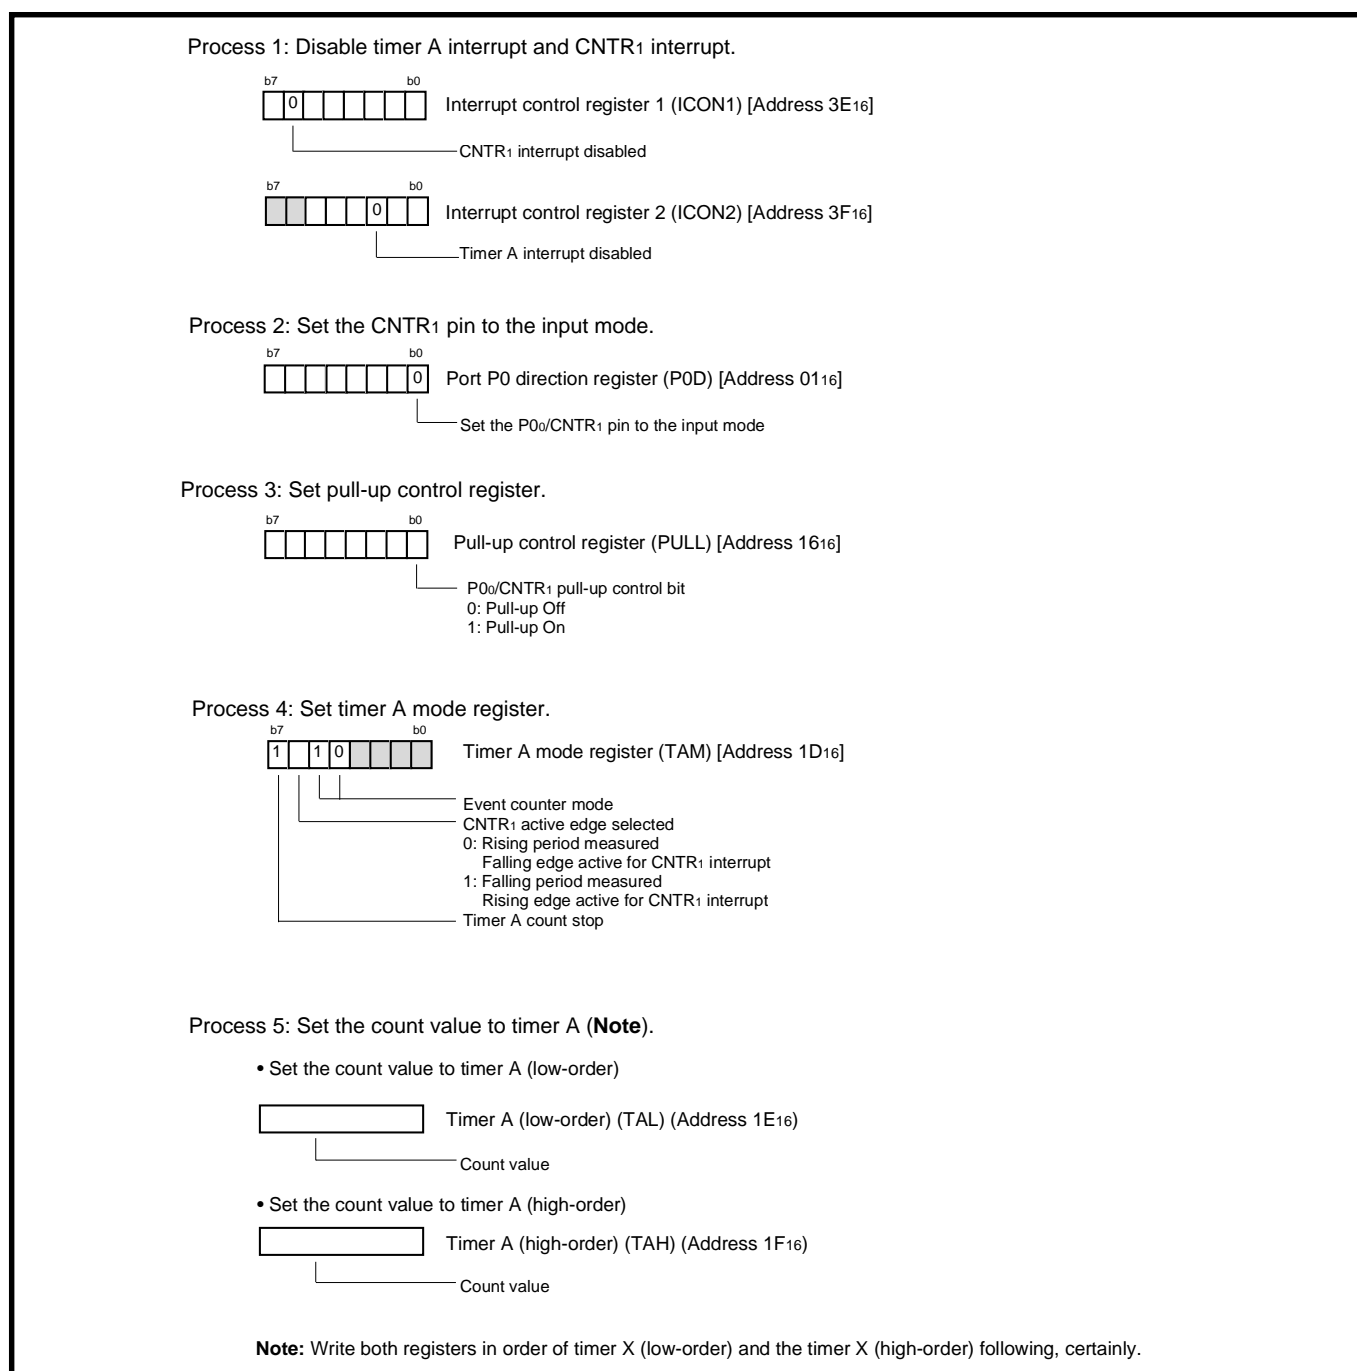 Process 1: Disable timer A interrupt and CNTR1 interrupt.
b7 b0
0 Interrupt control register 1 (ICON1) [Address 3E16]
CNTR1 interrupt disabled
b7 b0
0 Interrupt control register 2 (ICON2) [Address 3F16]
Timer A interrupt disabled
Process 2: Set the CNTR1 pin to the input mode.
b7 b0
0 Port P0 direction register (P0D) [Address 0116]
Set the P00/CNTR1 pin to the input mode
Process 3: Set pull-up control register.
b7 b0
Pull-up control register (PULL) [Address 1616]
P00/CNTR1 pull-up control bit
0: Pull-up Off
1: Pull-up On
Process 4: Set timer A mode register.
b7 b0
1 1 0 Timer A mode register (TAM) [Address 1D16]
Event counter mode
CNTR1 active edge selected
0: Rising period measured
Falling edge active for CNTR1 interrupt
1: Falling period measured
Rising edge active for CNTR1 interrupt
Timer A count stop
Process 5: Set the count value to timer A (Note).
• Set the count value to timer A (low-order)
Timer A (low-order) (TAL) (Address 1E16)
Count value
• Set the count value to timer A (high-order)
Timer A (high-order) (TAH) (Address 1F16)
Count value
Note: Write both registers in order of timer X (low-order) and the timer X (high-order) following, certainly.